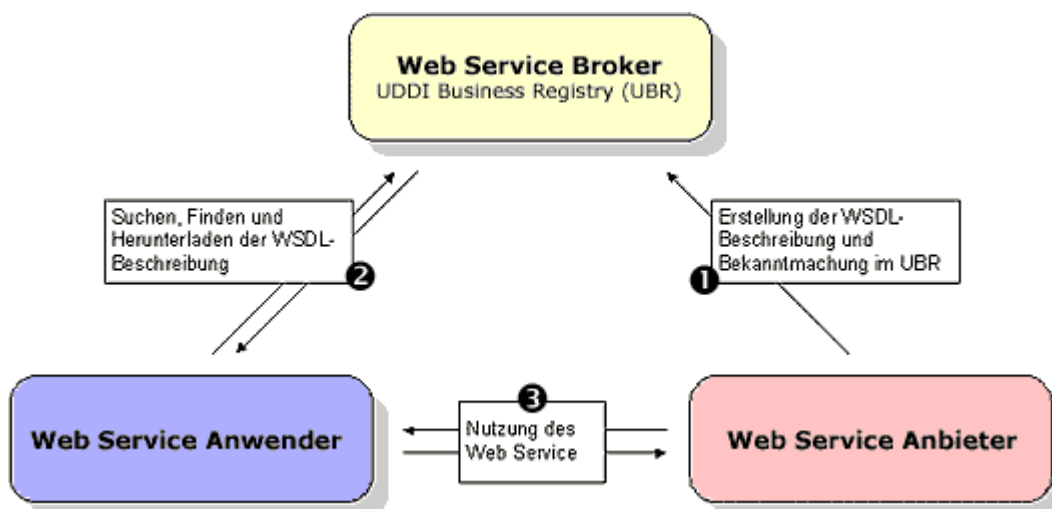 Web Service Broker
UDDI Business Registry (UBR)
Suchen, Finden und
Herunterladen der WSDL-
Beschreibung
2
Erstellung der WSDL-
Beschreibung und
Bekanntmachung im UBR
1
Web Service Anwender
3
Nutzung des
Web Service
Web Service Anbieter